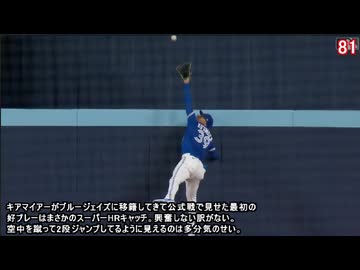 81
キアマイアーがブルージェイズに移籍してきて公式戦で見せた最初の
好プレーはまさかのスーパーHRキャッチ。興奮しない訳がない。
空中を蹴って2段ジャンプしてるように見えるのは多分気のせい。